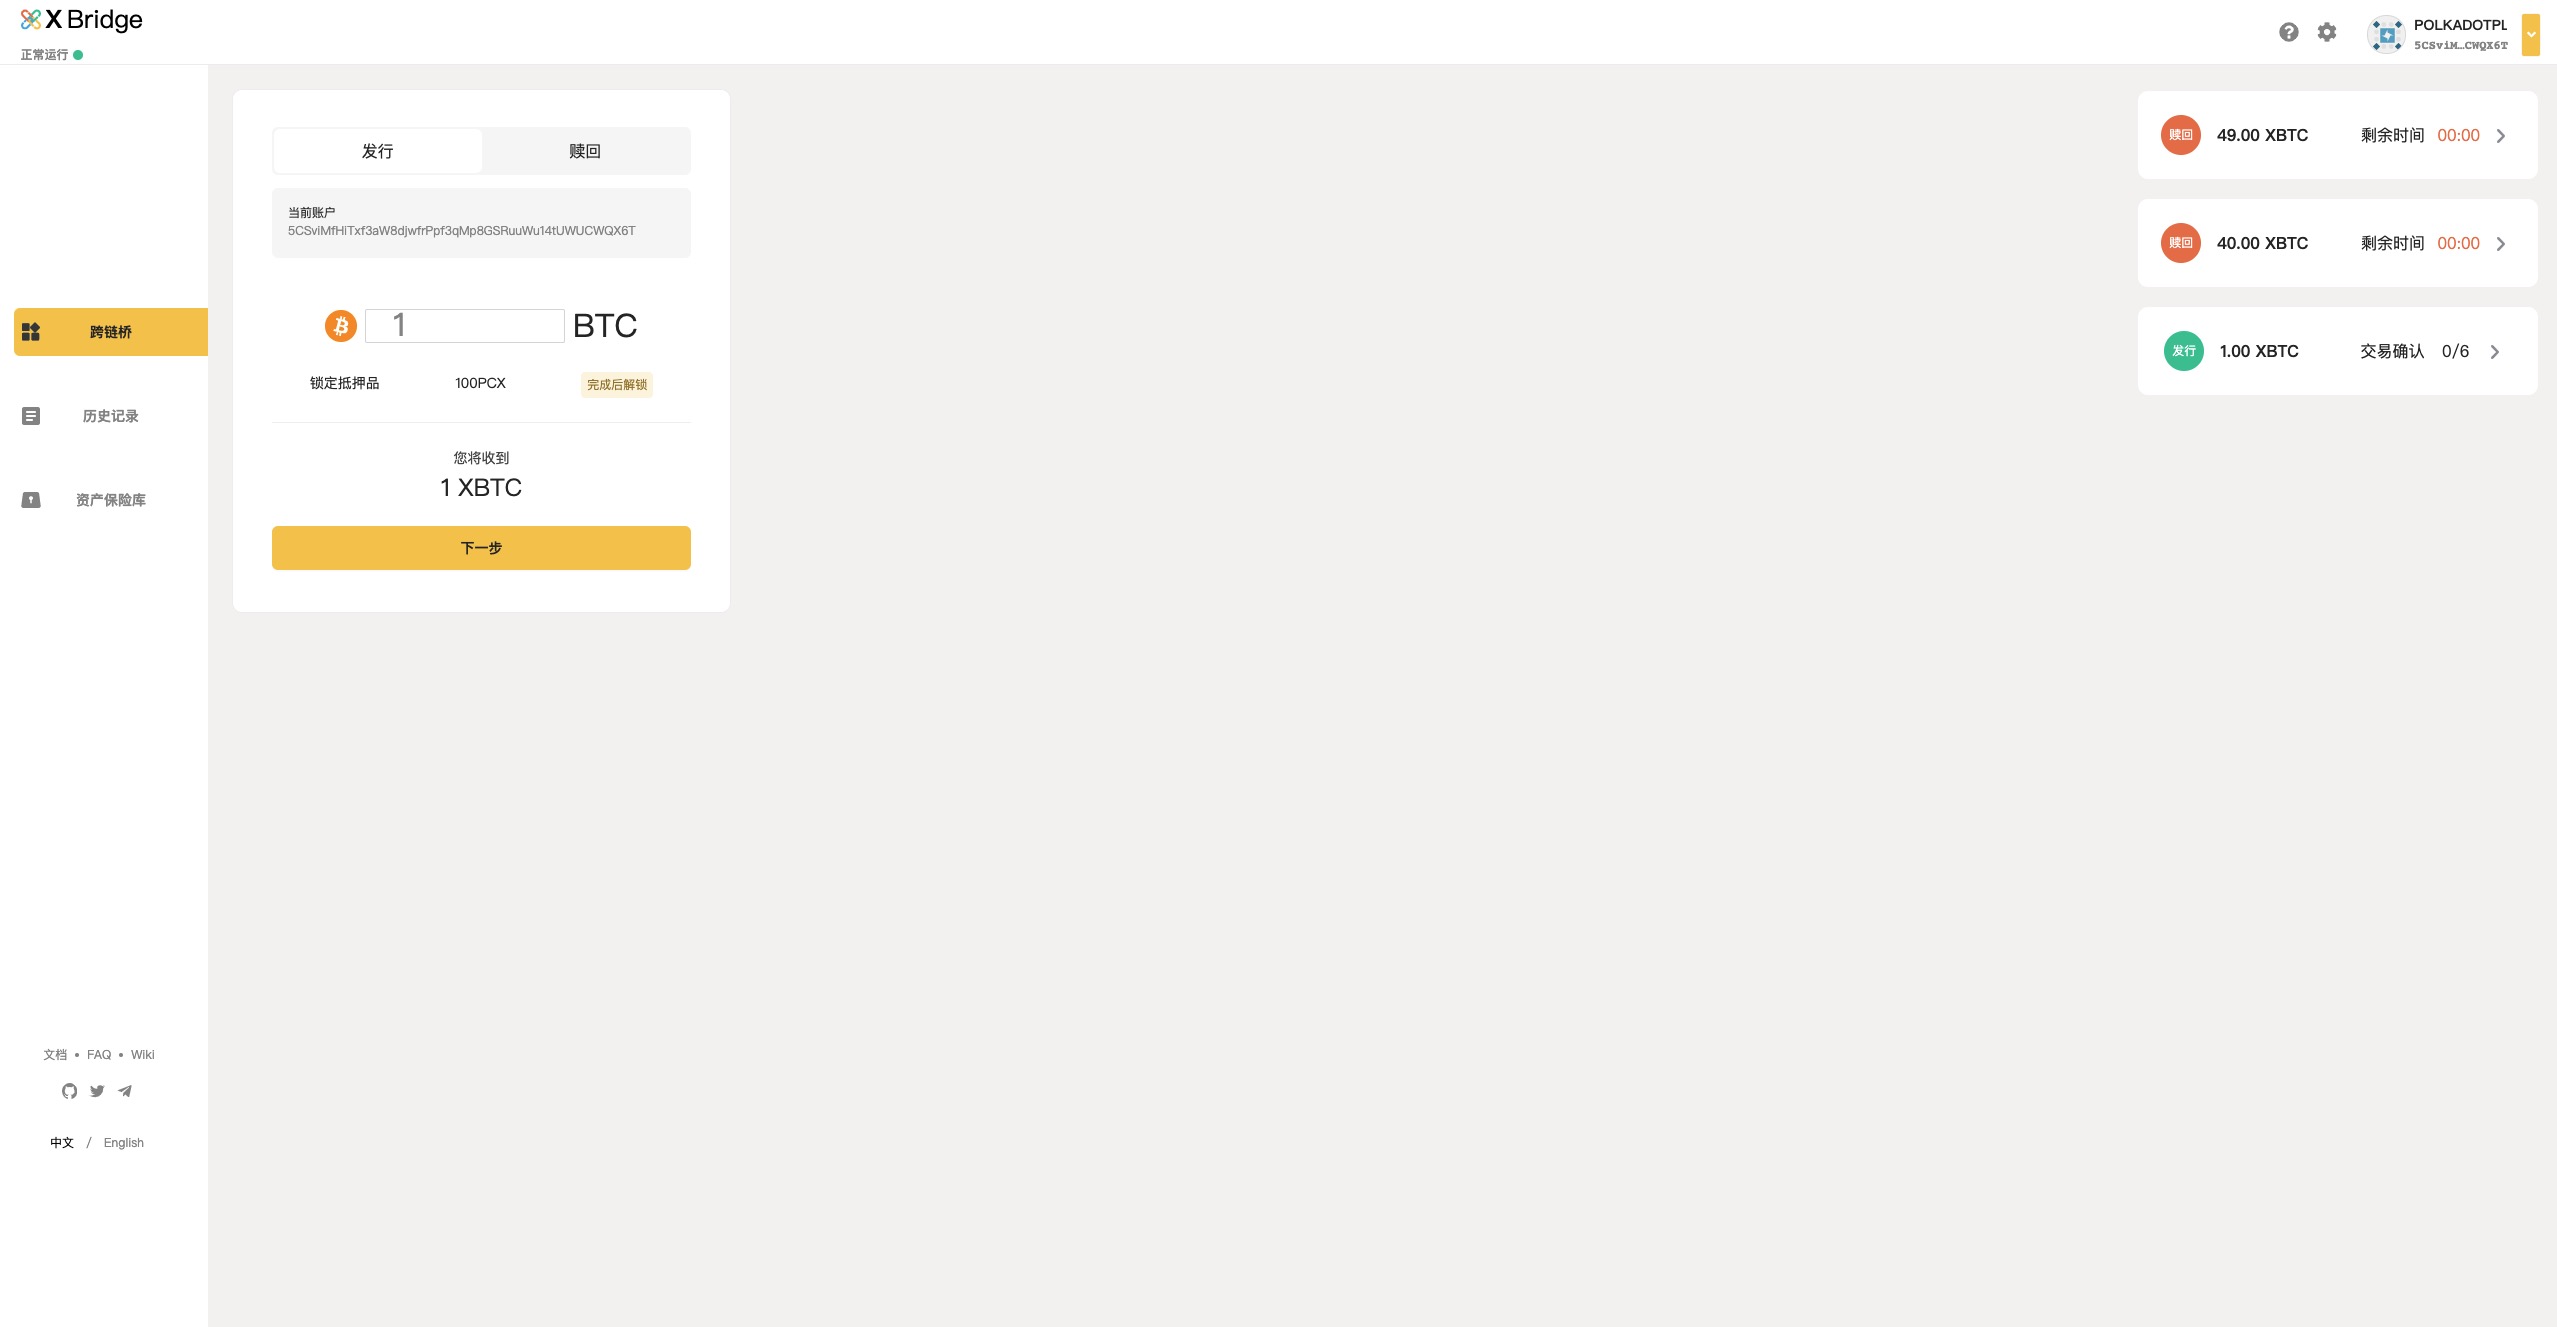 X Bridge
正常运行
POLKADOTPL
5CSviM…CWQX6T
跨链桥
历史记录
资产保险库
文档 • FAQ • Wiki
中文 / English
发行 赎回
当前账户
5CSviMfHiTxf3aW8djwfrPpf3qMp8GSRuuWu14tUWUCWQX6T
1 BTC
锁定抵押品 100PCX 完成后解锁
您将收到
1 XBTC
下一步
赎回 49.00 XBTC 剩余时间 00:00
赎回 40.00 XBTC 剩余时间 00:00
发行 1.00 XBTC 交易确认 0/6